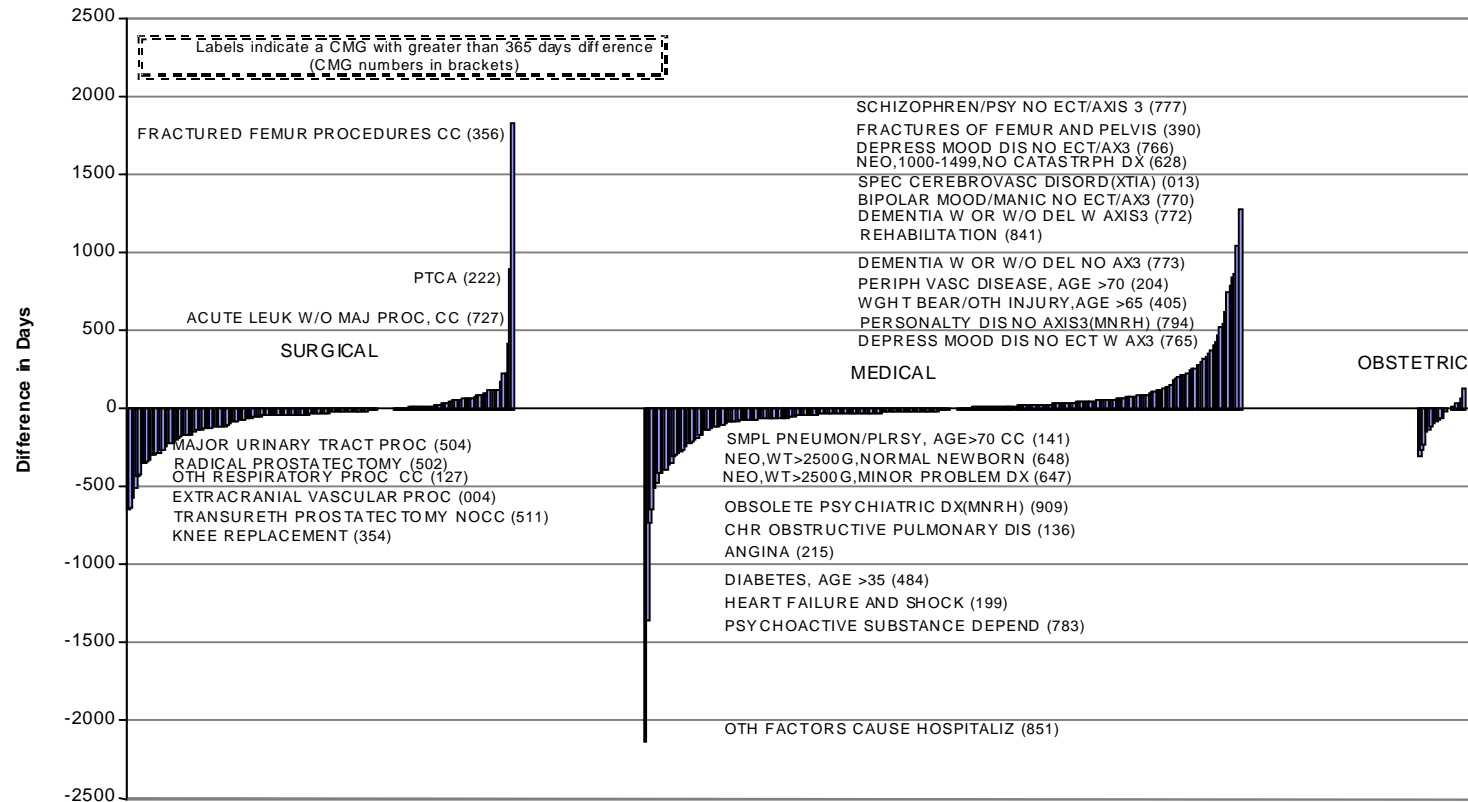 2500
2000
1500
1000
500
0
-500
-1000
-1500
-2000
-2500
Difference in Days
Labels indicate a CMG with greater than 365 days difference
(CMG numbers in brackets)
FRACTURED FEMUR PROCEDURES CC (356)
PTCA (222)
ACUTE LEUK W/O MAJ PROC, CC (727)
SURGICAL
MAJOR URINARY TRACT PROC (504)
RADICAL PROSTATECTOMY (502)
OTH RESPIRATORY PROC CC (127)
EXTRACRANIAL VASCULAR PROC (004)
TRANSURETH PROSTATECTOMY NOCC (511)
KNEE REPLACEMENT (354)
SCHIZOPHREN/PSY NO ECT/AXIS 3 (777)
FRACTURES OF FEMUR AND PELVIS (390)
DEPRESS MOOD DIS NO ECT/AX3 (766)
NEO,1000-1499,NO CATASTRPH DX (628)
SPEC CEREBROVASC DISORD(XTIA) (013)
BIPOLAR MOOD/MANIC NO ECT/AX3 (770)
DEMENTIA W OR W/O DEL W AXIS3 (772)
REHABILITATION (841)
DEMENTIA W OR W/O DEL NO AX3 (773)
PERIPH VASC DISEASE, AGE >70 (204)
WGHT BEAR/OTH INJURY,AGE >65 (405)
PERSONALTY DIS NO AXIS3(MNRH) (794)
DEPRESS MOOD DIS NO ECT W AX3 (765)
MEDICAL
SMPL PNEUMON/PLRSY, AGE>70 CC (141)
NEO,WT>2500G,NORMAL NEWBORN (648)
NEO,WT>2500G,MINOR PROBLEM DX (647)
OBSOLETE PSYCHIATRIC DX(MNRH) (909)
CHR OBSTRUCTIVE PULMONARY DIS (136)
ANGINA (215)
DIABETES, AGE >35 (484)
HEART FAILURE AND SHOCK (199)
PSYCHOACTIVE SUBSTANCE DEPEND (783)
OTH FACTORS CAUSE HOSPITALIZ (851)
OBSTETRIC